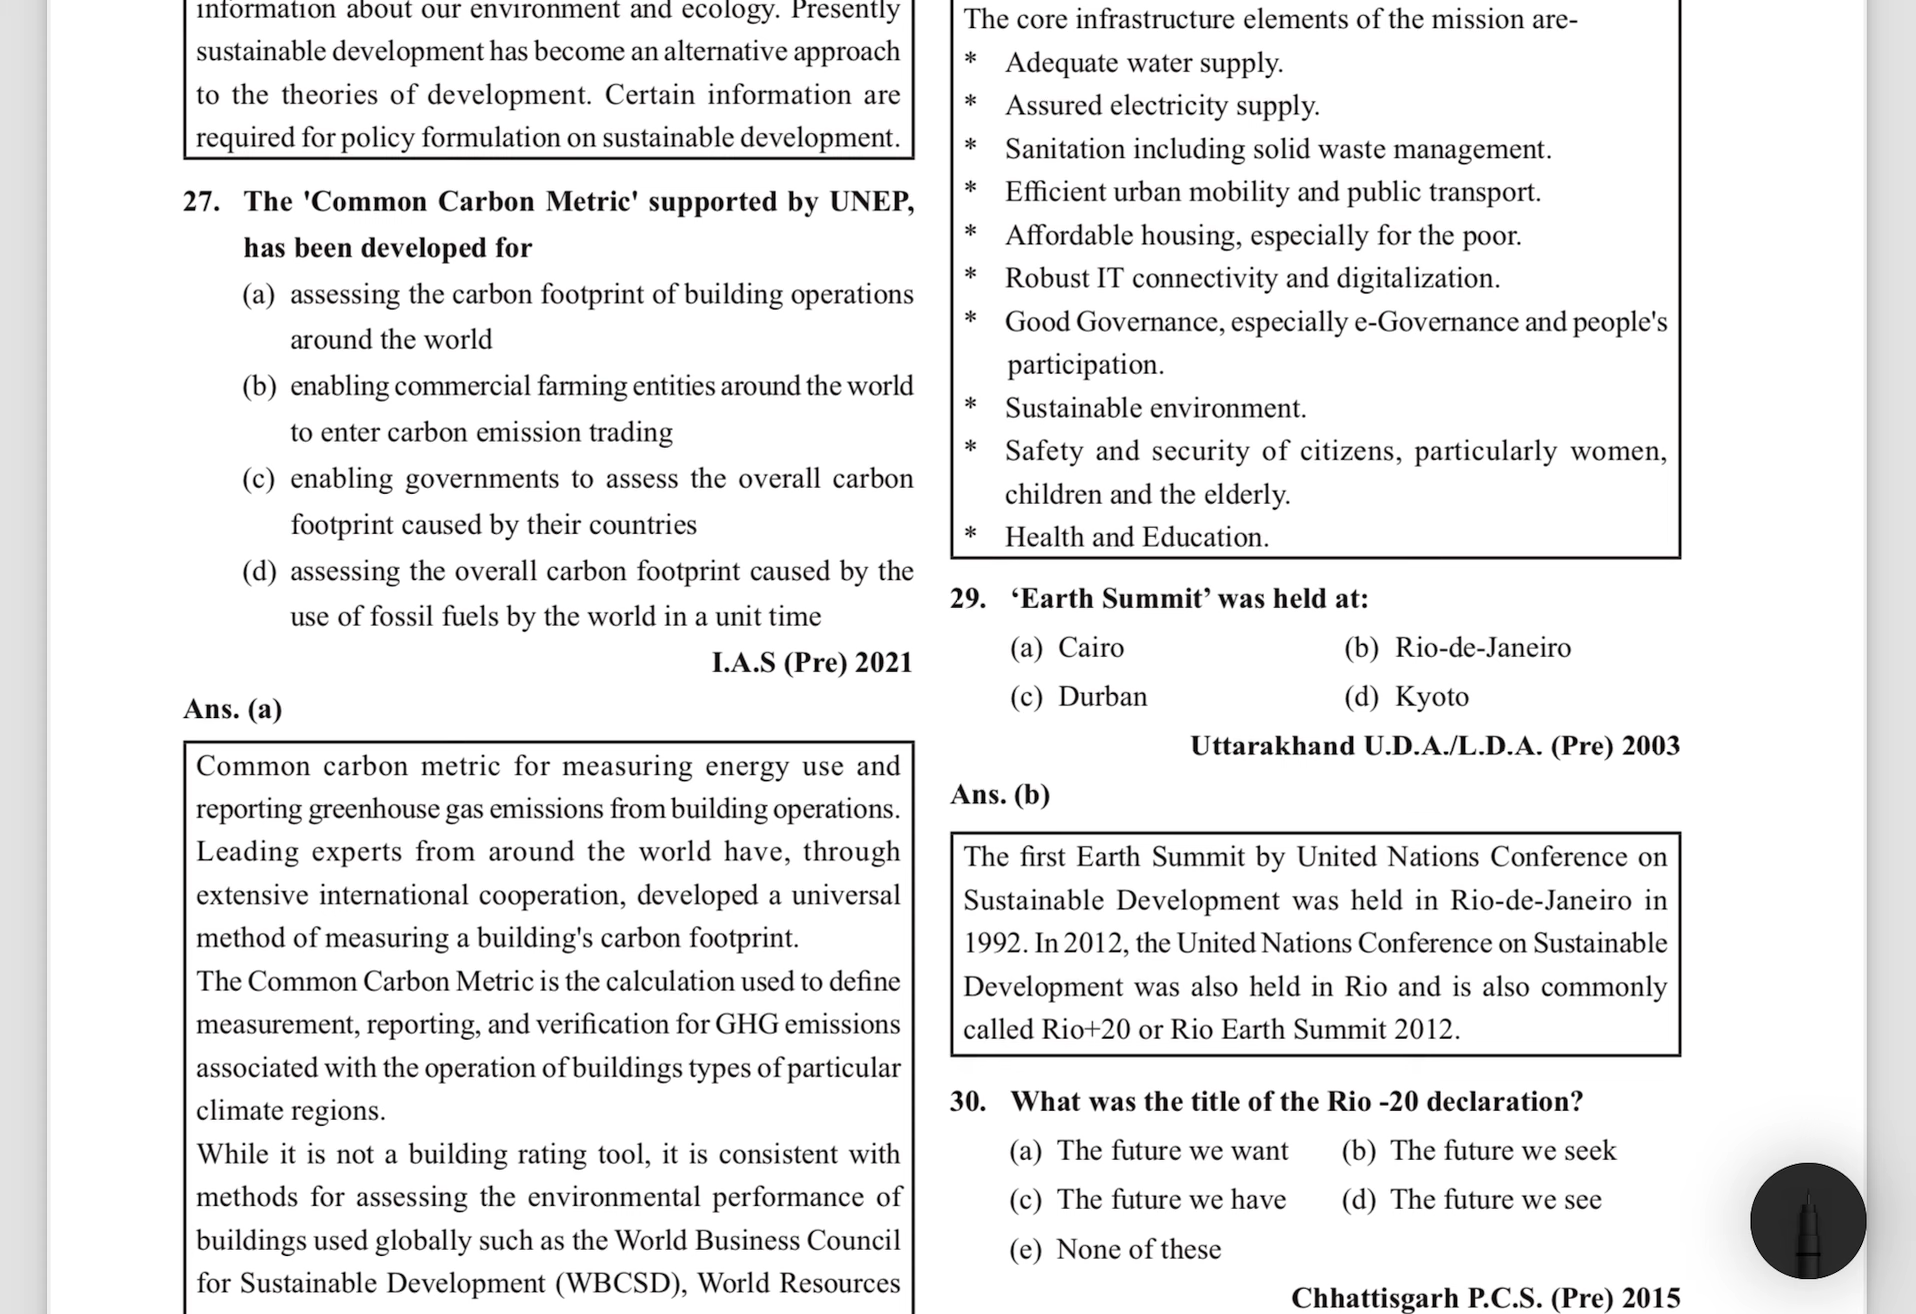 information about our environment and ecology. Presently
sustainable development has become an alternative approach
to the theories of development. Certain information are
required for policy formulation on sustainable development.
27. The 'Common Carbon Metric' supported by UNEP,
has been developed for
(a) assessing the carbon footprint of building operations
around the world
(b) enabling commercial farming entities around the world
to enter carbon emission trading
(c) enabling governments to assess the overall carbon
footprint caused by their countries
(d) assessing the overall carbon footprint caused by the
use of fossil fuels by the world in a unit time
I.A.S (Pre) 2021
Ans. (a)
Common carbon metric for measuring energy use and
reporting greenhouse gas emissions from building operations.
Leading experts from around the world have, through
extensive international cooperation, developed a universal
method of measuring a building's carbon footprint.
The Common Carbon Metric is the calculation used to define
measurement, reporting, and verification for GHG emissions
associated with the operation of buildings types of particular
climate regions.
While it is not a building rating tool, it is consistent with
methods for assessing the environmental performance of
buildings used globally such as the World Business Council
for Sustainable Development (WBCSD), World Resources
The core infrastructure elements of the mission are-
* Adequate water supply.
* Assured electricity supply.
* Sanitation including solid waste management.
* Efficient urban mobility and public transport.
* Affordable housing, especially for the poor.
* Robust IT connectivity and digitalization.
* Good Governance, especially e-Governance and people's
participation.
* Sustainable environment.
* Safety and security of citizens, particularly women,
children and the elderly.
* Health and Education.
29. ‘Earth Summit’ was held at:
(a) Cairo (b) Rio-de-Janeiro
(c) Durban (d) Kyoto
Uttarakhand U.D.A./L.D.A. (Pre) 2003
Ans. (b)
The first Earth Summit by United Nations Conference on
Sustainable Development was held in Rio-de-Janeiro in
1992. In 2012, the United Nations Conference on Sustainable
Development was also held in Rio and is also commonly
called Rio+20 or Rio Earth Summit 2012.
30. What was the title of the Rio -20 declaration?
(a) The future we want (b) The future we seek
(c) The future we have (d) The future we see
(e) None of these
Chhattisgarh P.C.S. (Pre) 2015